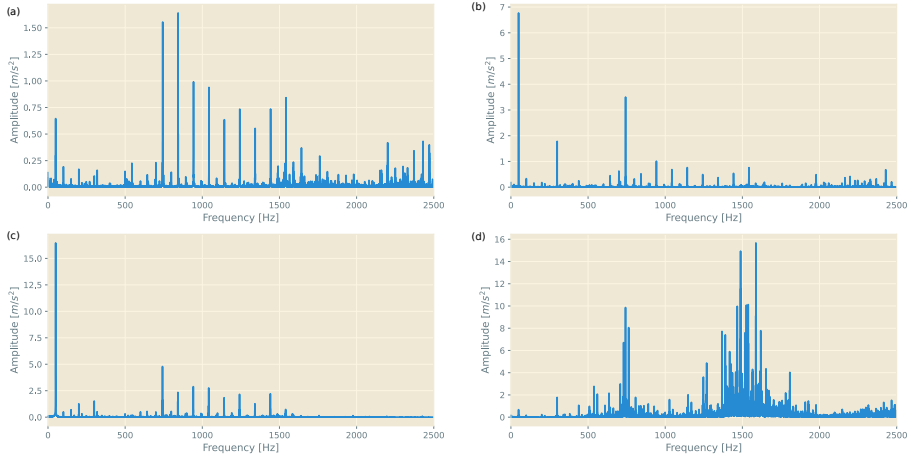 (a)
1.50
1.25
1.00
0.75
0.50
0.25
0.00
Amplitude [m/s²]
0 500 1000 1500 2000 2500
Frequency [Hz]
(b)
7
6
5
4
3
2
1
0
Amplitude [m/s²]
0 500 1000 1500 2000 2500
Frequency [Hz]
(c)
15.0
12.5
10.0
7.5
5.0
2.5
0.0
Amplitude [m/s²]
0 500 1000 1500 2000 2500
Frequency [Hz]
(d)
16
14
12
10
8
6
4
2
0
Amplitude [m/s²]
0 500 1000 1500 2000 2500
Frequency [Hz]